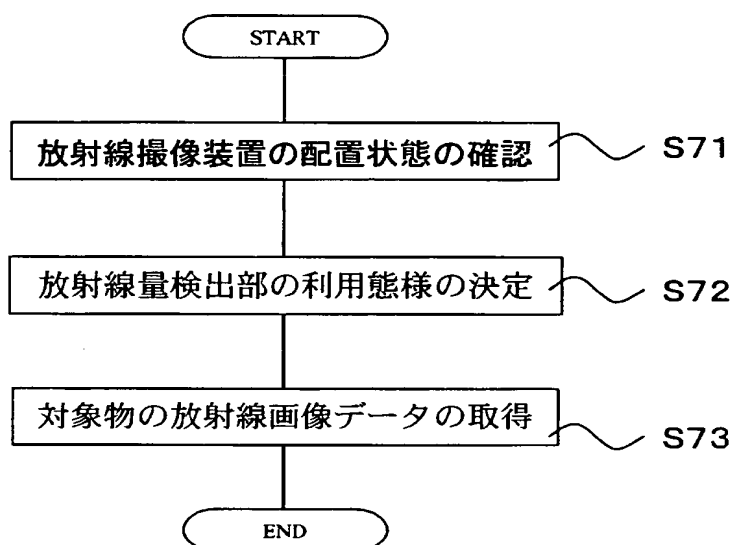 START
放射線撮像装置の配置状態の確認
S71
放射線量検出部の利用態様の決定
S72
対象物の放射線画像データの取得
S73
END